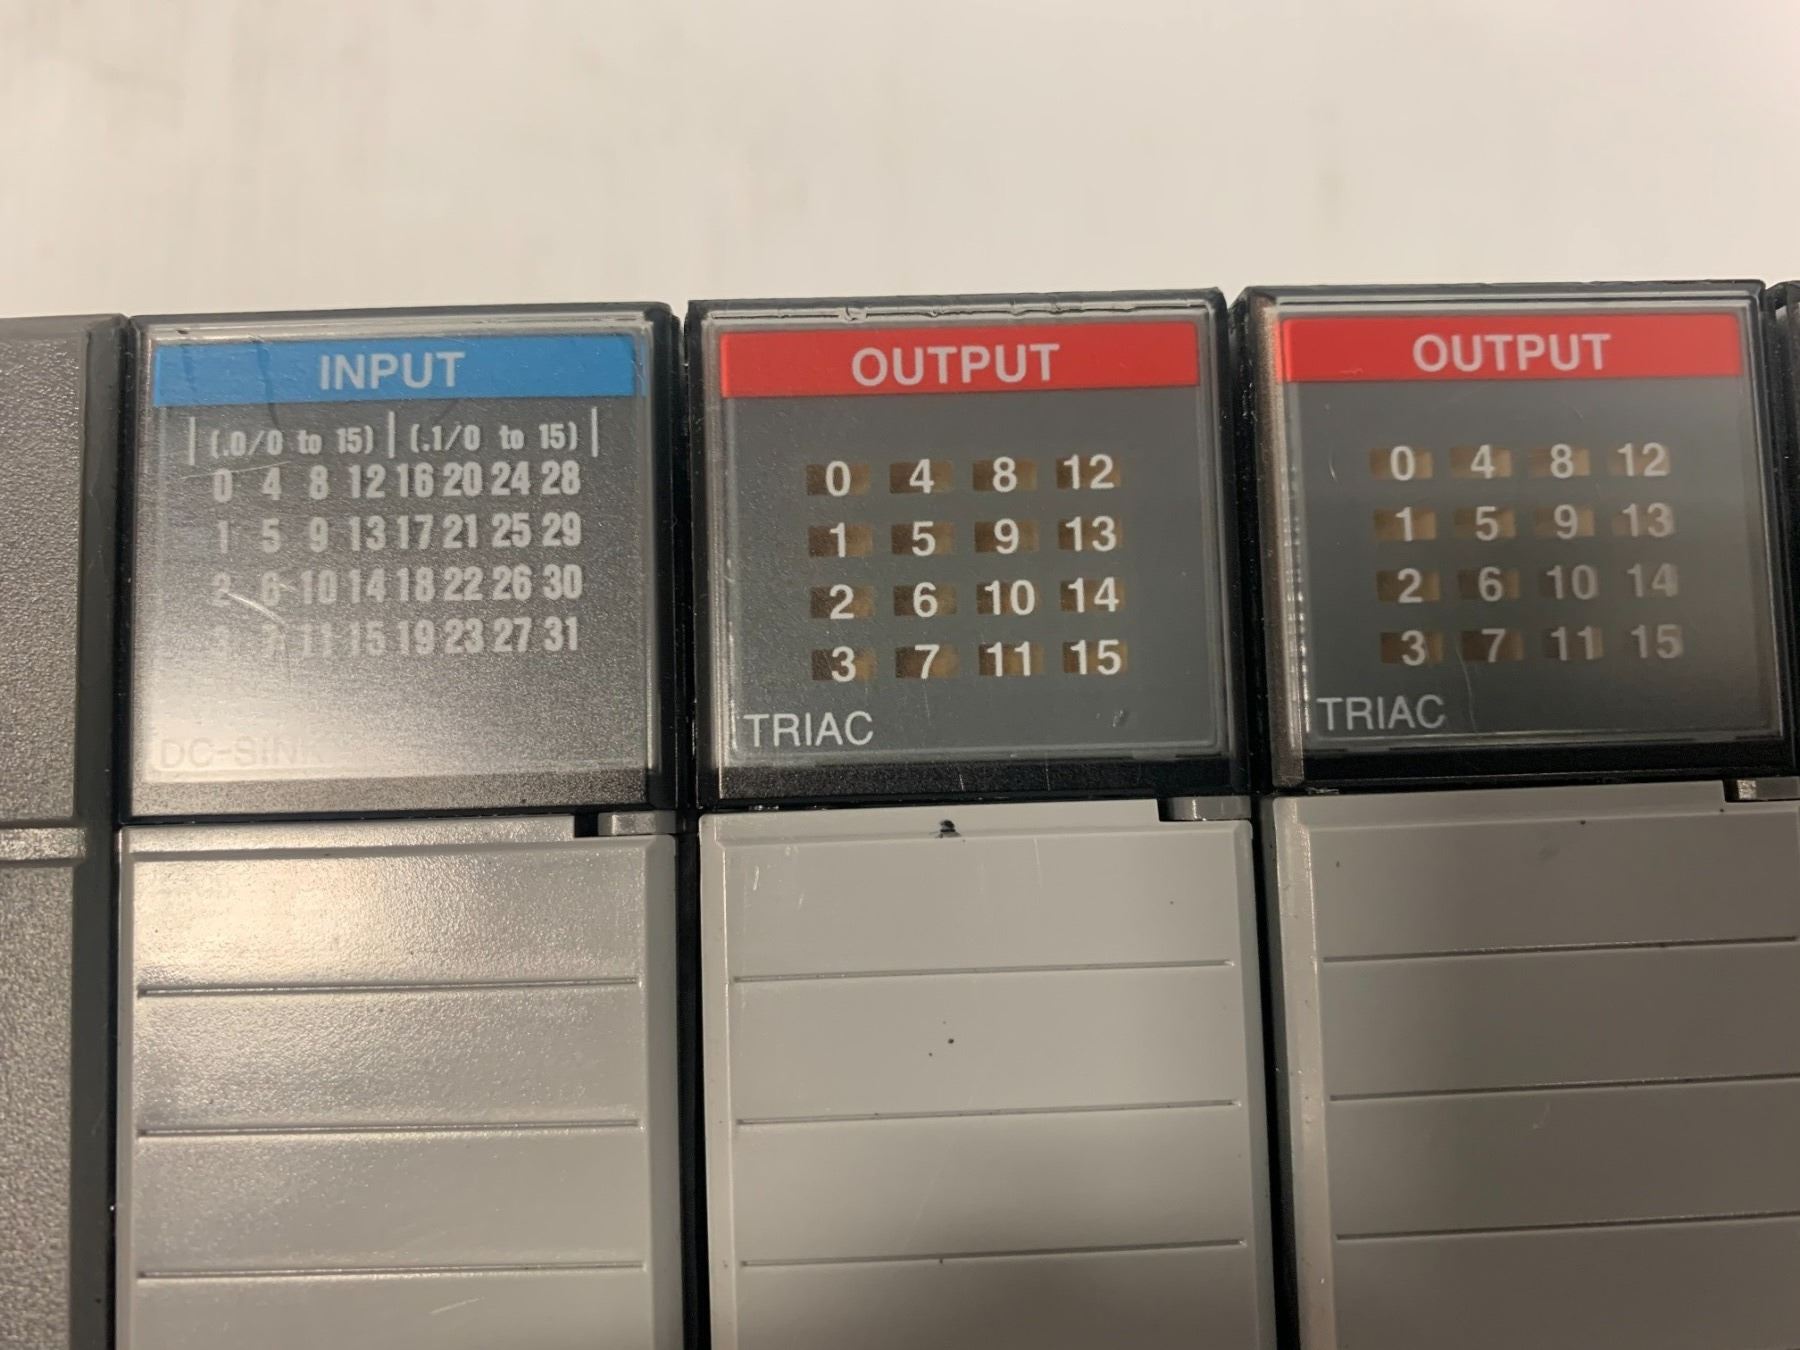 INPUT
(.0/0 to 15) (.1/0 to 15)
0 4 8 12 16 20 24 28
1 5 9 13 17 21 25 29
2 6 10 14 18 22 26 30
3 7 11 15 19 23 27 31
DC-SINK
OUTPUT
0 4 8 12
1 5 9 13
2 6 10 14
3 7 11 15
TRIAC
OUTPUT
0 4 8 12
1 5 9 13
2 6 10 14
3 7 11 15
TRIAC